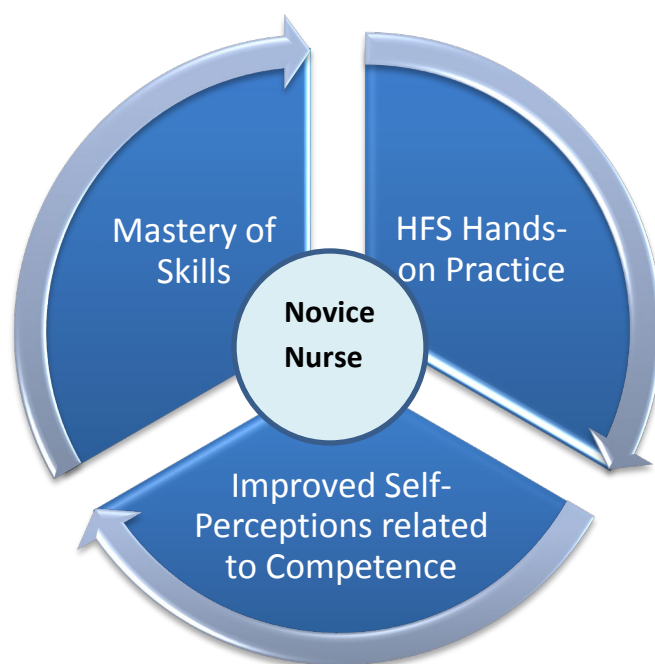 Mastery of
Skills
HFS Hands-
on Practice
Novice
Nurse
Improved Self-
Perceptions related
to Competence